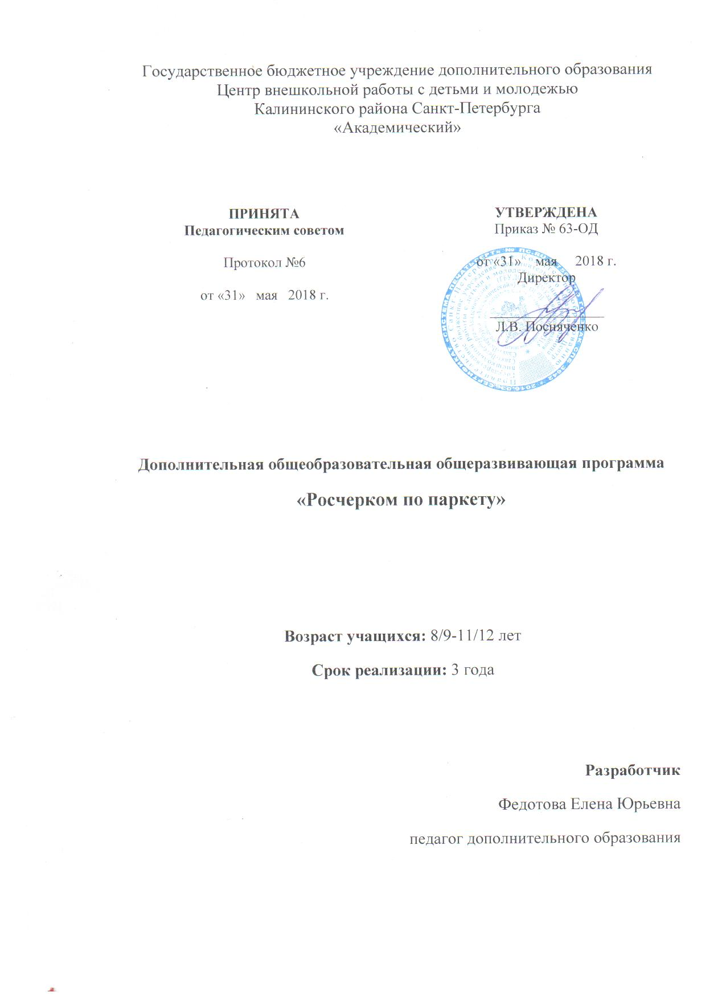 Государственное бюджетное учреждение дополнительного образования
Центр внешкольной работы с детьми и молодежью
Калининского района Санкт-Петербурга
«Академический»
ПРИНЯТА
Педагогическим советом
Протокол №6
от «31» мая 2018 г.
УТВЕРЖДЕНА
Приказ № 63-ОД
от «31» мая 2018 г.
Директор
Л.В. Посняченко
Дополнительная общеобразовательная общеразвивающая программа
«Росчерком по паркету»
Возраст учащихся: 8/9-11/12 лет
Срок реализации: 3 года
Разработчик
Федотова Елена Юрьевна
педагог дополнительного образования